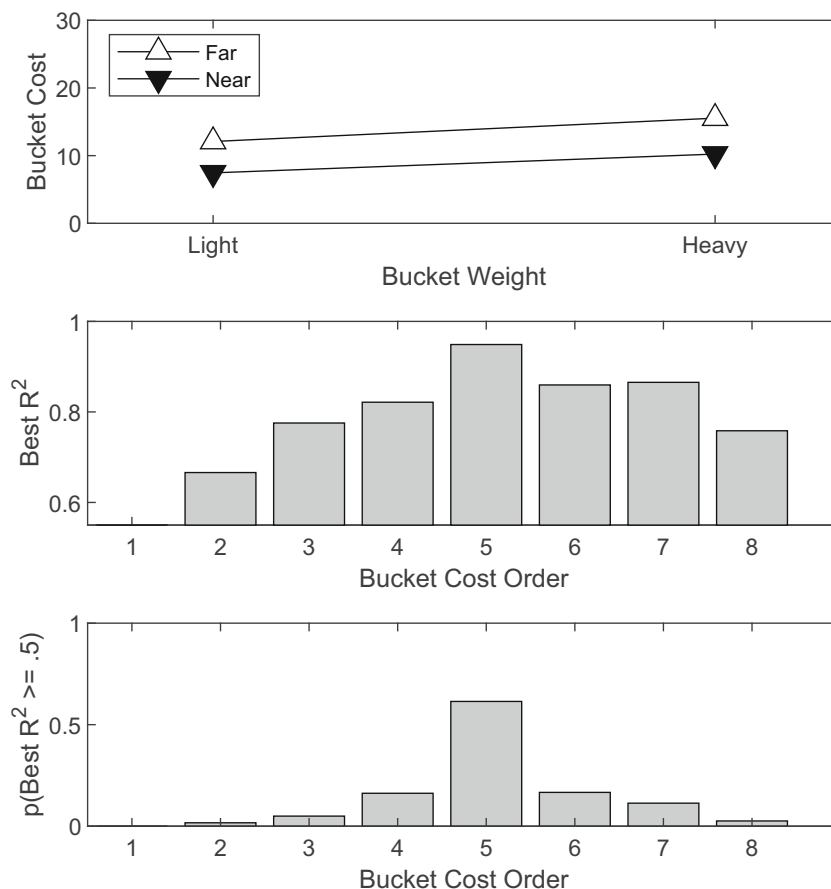 30
20
10
0
Bucket Cost
Far
Near
Light Heavy
Bucket Weight
1
0.8
0.6
Best R²
1 2 3 4 5 6 7 8
Bucket Cost Order
1
0.5
0
p(Best R² >= .5)
1 2 3 4 5 6 7 8
Bucket Cost Order